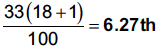 33(18+1)
100
= 6.27th